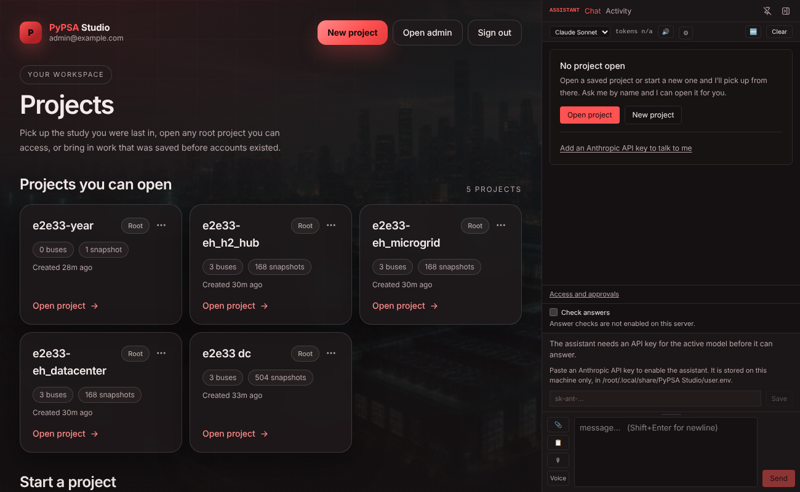 P
PyPSA Studio
admin@example.com
New project
Open admin
Sign out
YOUR WORKSPACE
Projects
Pick up the study you were last in, open any root project you can
access, or bring in work that was saved before accounts existed.
Projects you can open
5 PROJECTS
e2e33-year
Root
0 buses
1 snapshot
Created 28m ago
Open project →
e2e33-
eh_h2_hub
Root
3 buses
168 snapshots
Created 30m ago
Open project →
e2e33-
eh_microgrid
Root
3 buses
168 snapshots
Created 30m ago
Open project →
e2e33-
eh_datacenter
Root
3 buses
168 snapshots
Created 30m ago
Open project →
e2e33 dc
Root
3 buses
504 snapshots
Created 33m ago
Open project →
Start a project
ASSISTANT Chat Activity
Claude Sonnet
tokens n/a
Clear
No project open
Open a saved project or start a new one and I'll pick up from
there. Ask me by name and I can open it for you.
Open project
New project
Add an Anthropic API key to talk to me
Access and approvals
Check answers
Answer checks are not enabled on this server.
The assistant needs an API key for the active model before it can
answer.
Paste an Anthropic API key to enable the assistant. It is stored on this
machine only, in /root/.local/share/PyPSA Studio/user.env.
sk-ant-...
Save
message... (Shift+Enter for newline)
Voice
Send